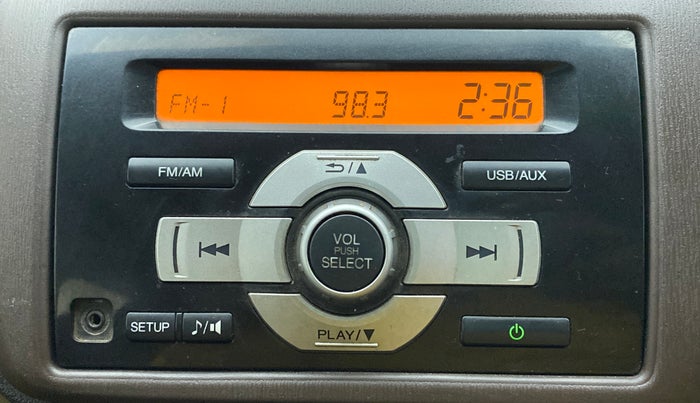 FM-1 98.3 2:36
FM/AM
USB/AUX
VOL
PUSH
SELECT
SETUP
PLAY/▼